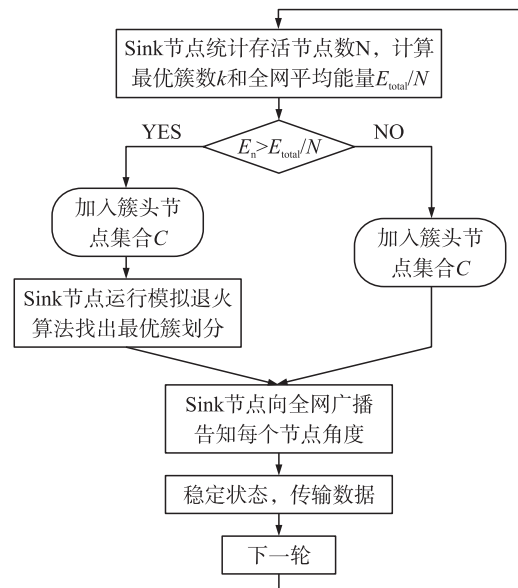 Sink节点统计存活节点数N，计算
最优簇数k和全网平均能量E_total/N
YES
E_n>E_total/N
NO
加入簇头节
点集合C
加入簇头节
点集合C
Sink节点运行模拟退火
算法找出最优簇划分
Sink节点向全网广播
告知每个节点角度
稳定状态，传输数据
下一轮